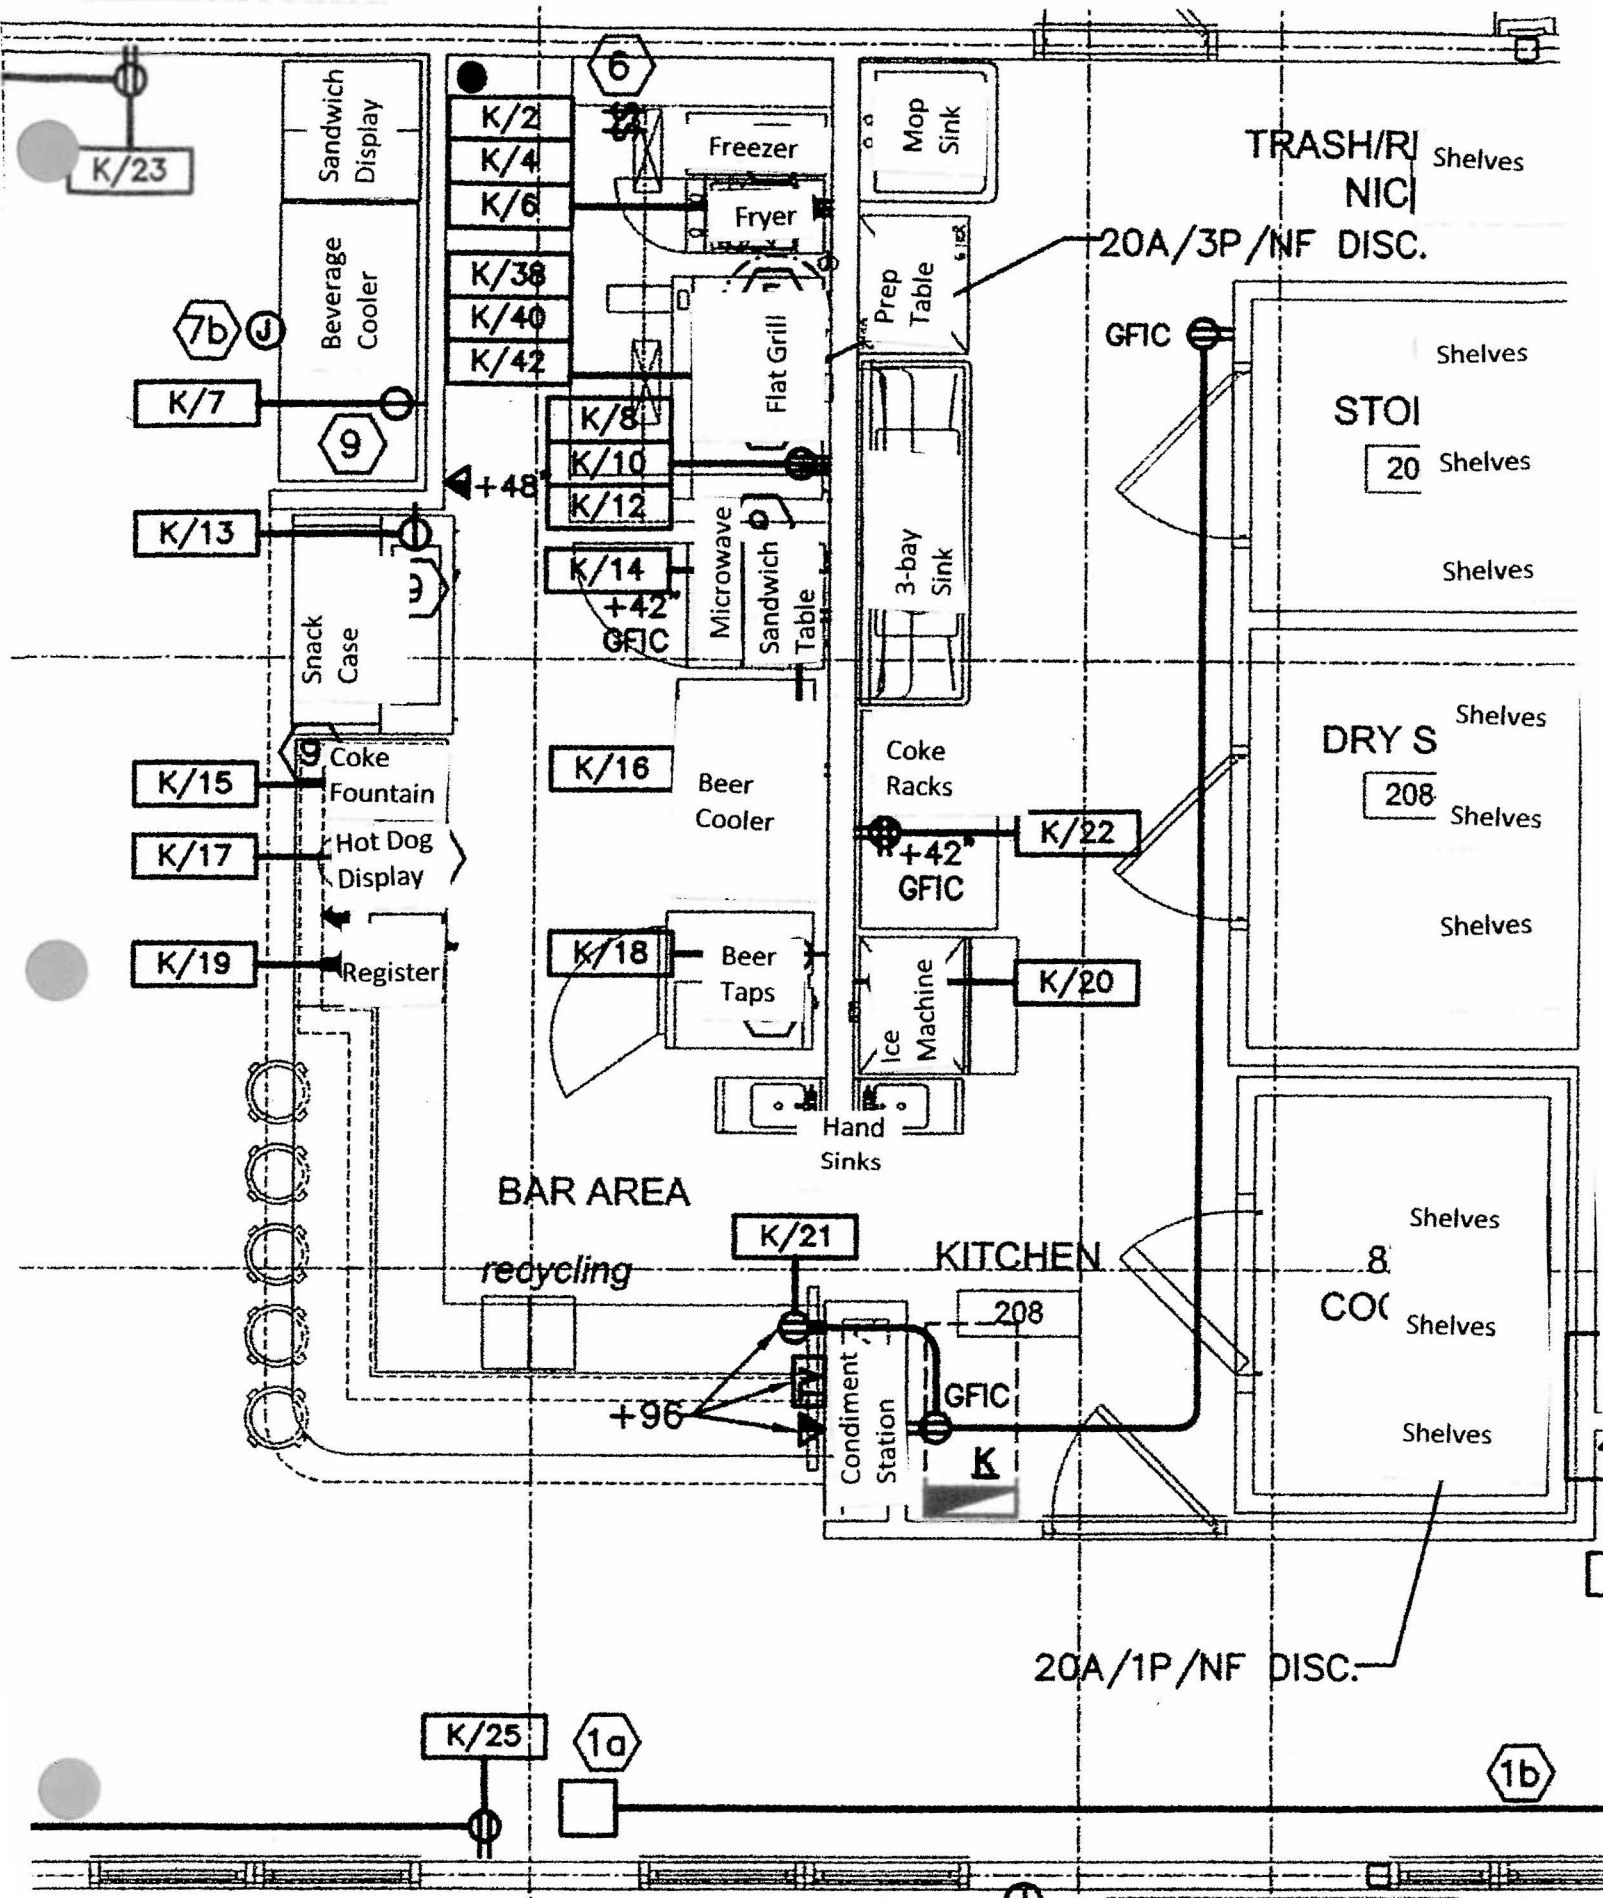 6
Sandwich
Display
K/2
K/4
K/6
Freezer
Fryer
Mop
Sink
TRASH/R
NIC
Shelves
K/23
20A/3P/NF DISC.
Beverage
Cooler
7b
J
K/38
K/40
K/42
Flat Grill
Prep
Table
GFIC
Shelves
K/7
9
K/8
K/10
K/12
+48"
STO
20
Shelves
K/13
9
Snack
Case
K/14
+42"
GFIC
Microwave
Sandwich
Table
3-bay
Sink
Shelves
9
K/15
Coke
Fountain
K/16
Beer
Cooler
Coke
Racks
Shelves
DRY S
208
Shelves
K/17
Hot Dog
Display
K/22
+42"
GFIC
Shelves
K/19
Register
K/18
Beer
Taps
Ice
Machine
K/20
Hand
Sinks
BAR AREA
K/21
KITCHEN
208
recycling
Shelves
8
COO
Shelves
+96
Condiment
Station
GFIC
K
Shelves
20A/1P/NF DISC.
K/25
1a
1b